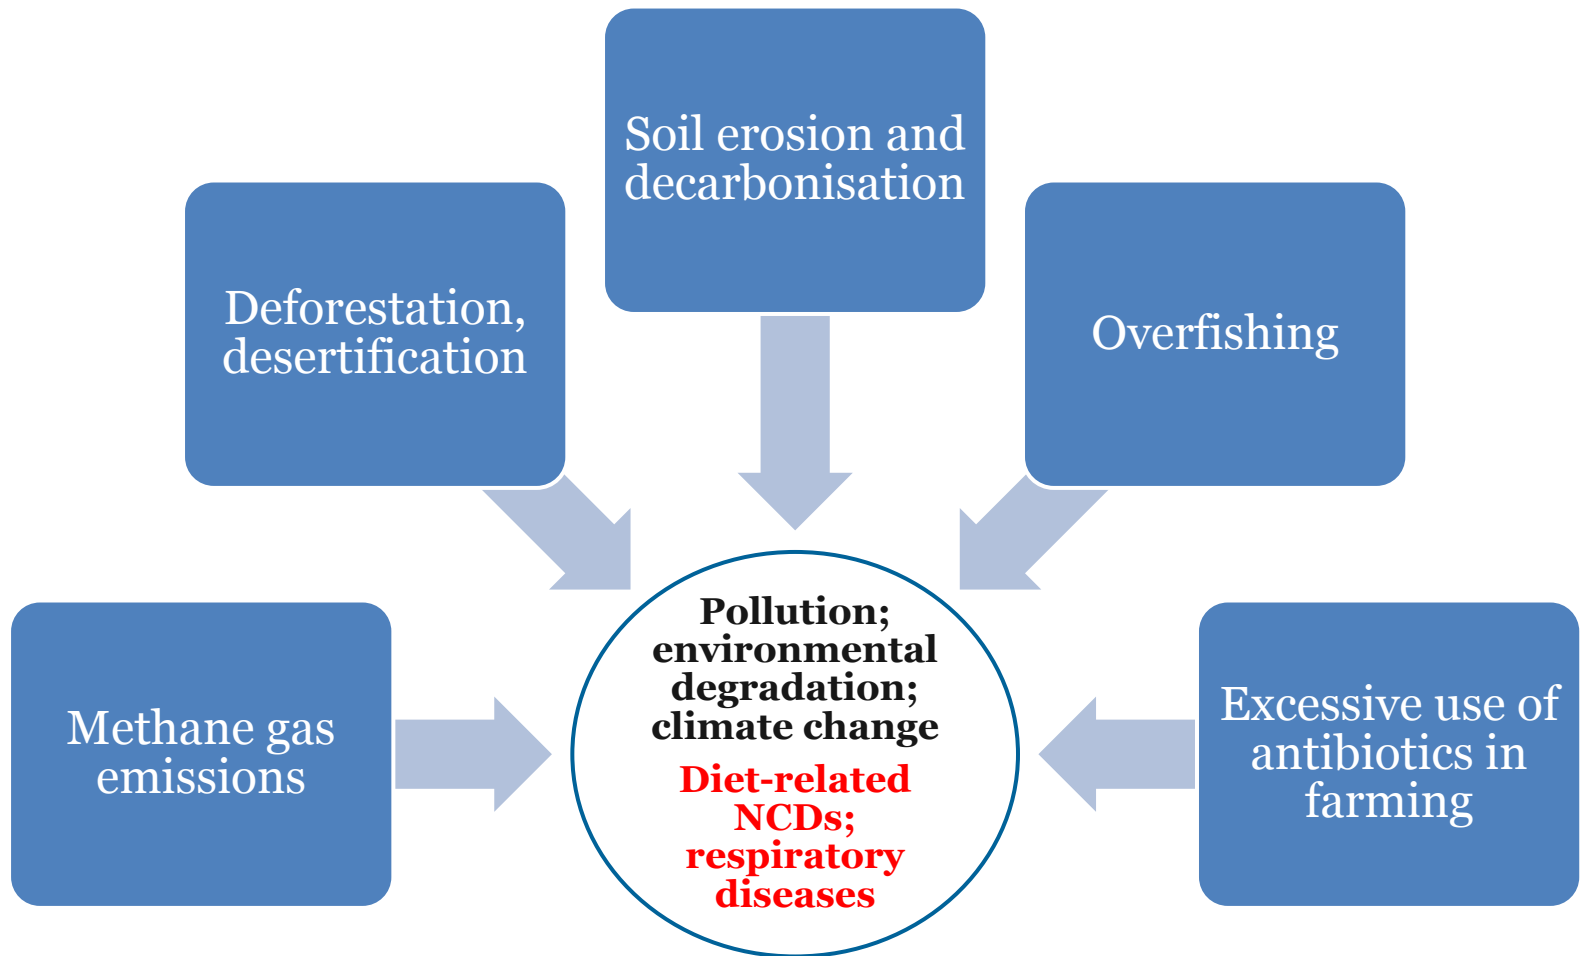 Soil erosion and
decarbonisation
Deforestation,
desertification
Overfishing
Methane gas
emissions
Pollution;
environmental
degradation;
climate change
Diet-related
NCDs;
respiratory
diseases
Excessive use of
antibiotics in
farming